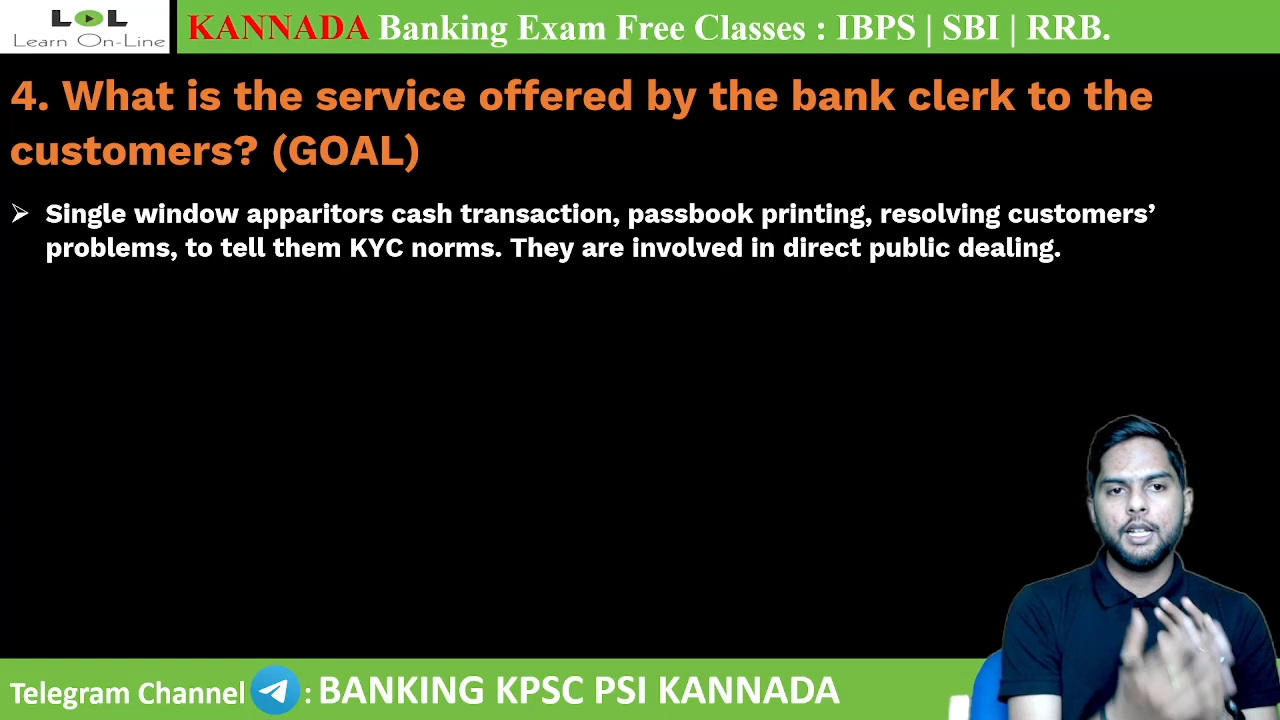 LOL
Learn On-Line
KANNADA Banking Exam Free Classes : IBPS | SBI | RRB.
4. What is the service offered by the bank clerk to the
customers? (GOAL)
Single window apparitors cash transaction, passbook printing, resolving customers’
problems, to tell them KYC norms. They are involved in direct public dealing.
Telegram Channel : BANKING KPSC PSI KANNADA